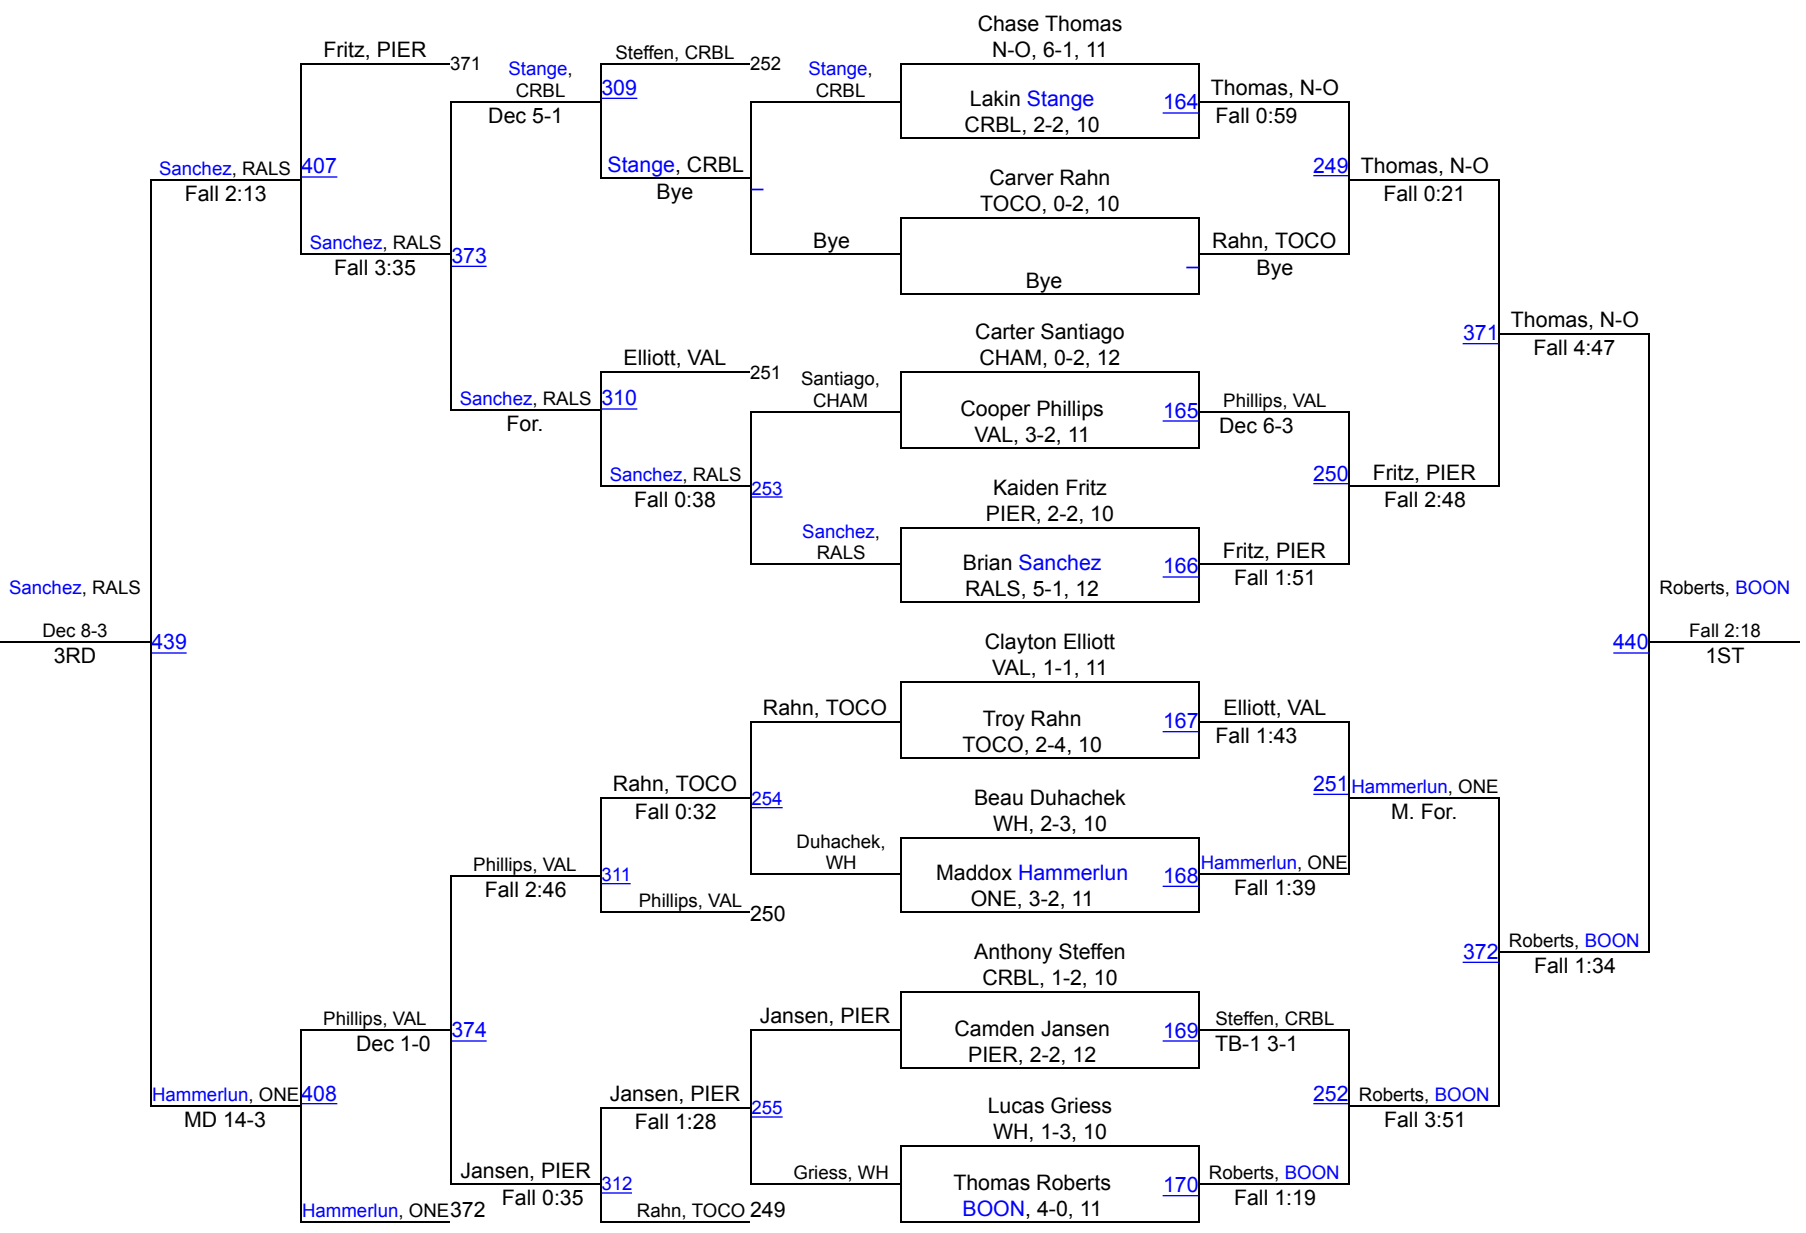 Chase Thomas
N-O, 6-1, 11
Fritz, PIER
371
Stange,
CRBL
Dec 5-1
Steffen, CRBL
252
309
Stange,
CRBL
Lakin Stange
CRBL, 2-2, 10
164
Thomas, N-O
Fall 0:59
Sanchez, RALS
Fall 2:13
407
Stange, CRBL
Bye
–
Carver Rahn
TOCO, 0-2, 10
249
Thomas, N-O
Fall 0:21
Sanchez, RALS
Fall 3:35
373
Bye
Bye
–
Rahn, TOCO
Bye
Carter Santiago
CHAM, 0-2, 12
371
Thomas, N-O
Fall 4:47
Elliott, VAL
251
Santiago,
CHAM
Sanchez, RALS
For.
310
Cooper Phillips
VAL, 3-2, 11
165
Phillips, VAL
Dec 6-3
Sanchez, RALS
Fall 0:38
253
Kaiden Fritz
PIER, 2-2, 10
250
Fritz, PIER
Fall 2:48
Sanchez,
RALS
Brian Sanchez
RALS, 5-1, 12
166
Fritz, PIER
Fall 1:51
Sanchez, RALS
Dec 8-3
3RD
439
Clayton Elliott
VAL, 1-1, 11
440
Roberts, BOON
Fall 2:18
1ST
Rahn, TOCO
Troy Rahn
TOCO, 2-4, 10
167
Elliott, VAL
Fall 1:43
Rahn, TOCO
Fall 0:32
254
Beau Duhachek
WH, 2-3, 10
251
Hammerlun, ONE
M. For.
Duhachek,
WH
Phillips, VAL
Fall 2:46
311
Maddox Hammerlun
ONE, 3-2, 11
168
Hammerlun, ONE
Fall 1:39
Phillips, VAL
250
Anthony Steffen
CRBL, 1-2, 10
372
Roberts, BOON
Fall 1:34
Phillips, VAL
Dec 1-0
374
Jansen, PIER
Camden Jansen
PIER, 2-2, 12
169
Steffen, CRBL
TB-1 3-1
Hammerlun, ONE
MD 14-3
408
Jansen, PIER
Fall 1:28
255
Lucas Griess
WH, 1-3, 10
252
Roberts, BOON
Fall 3:51
Jansen, PIER
Fall 0:35
312
Griess, WH
Thomas Roberts
BOON, 4-0, 11
170
Roberts, BOON
Fall 1:19
Hammerlun, ONE
372
Rahn, TOCO
249